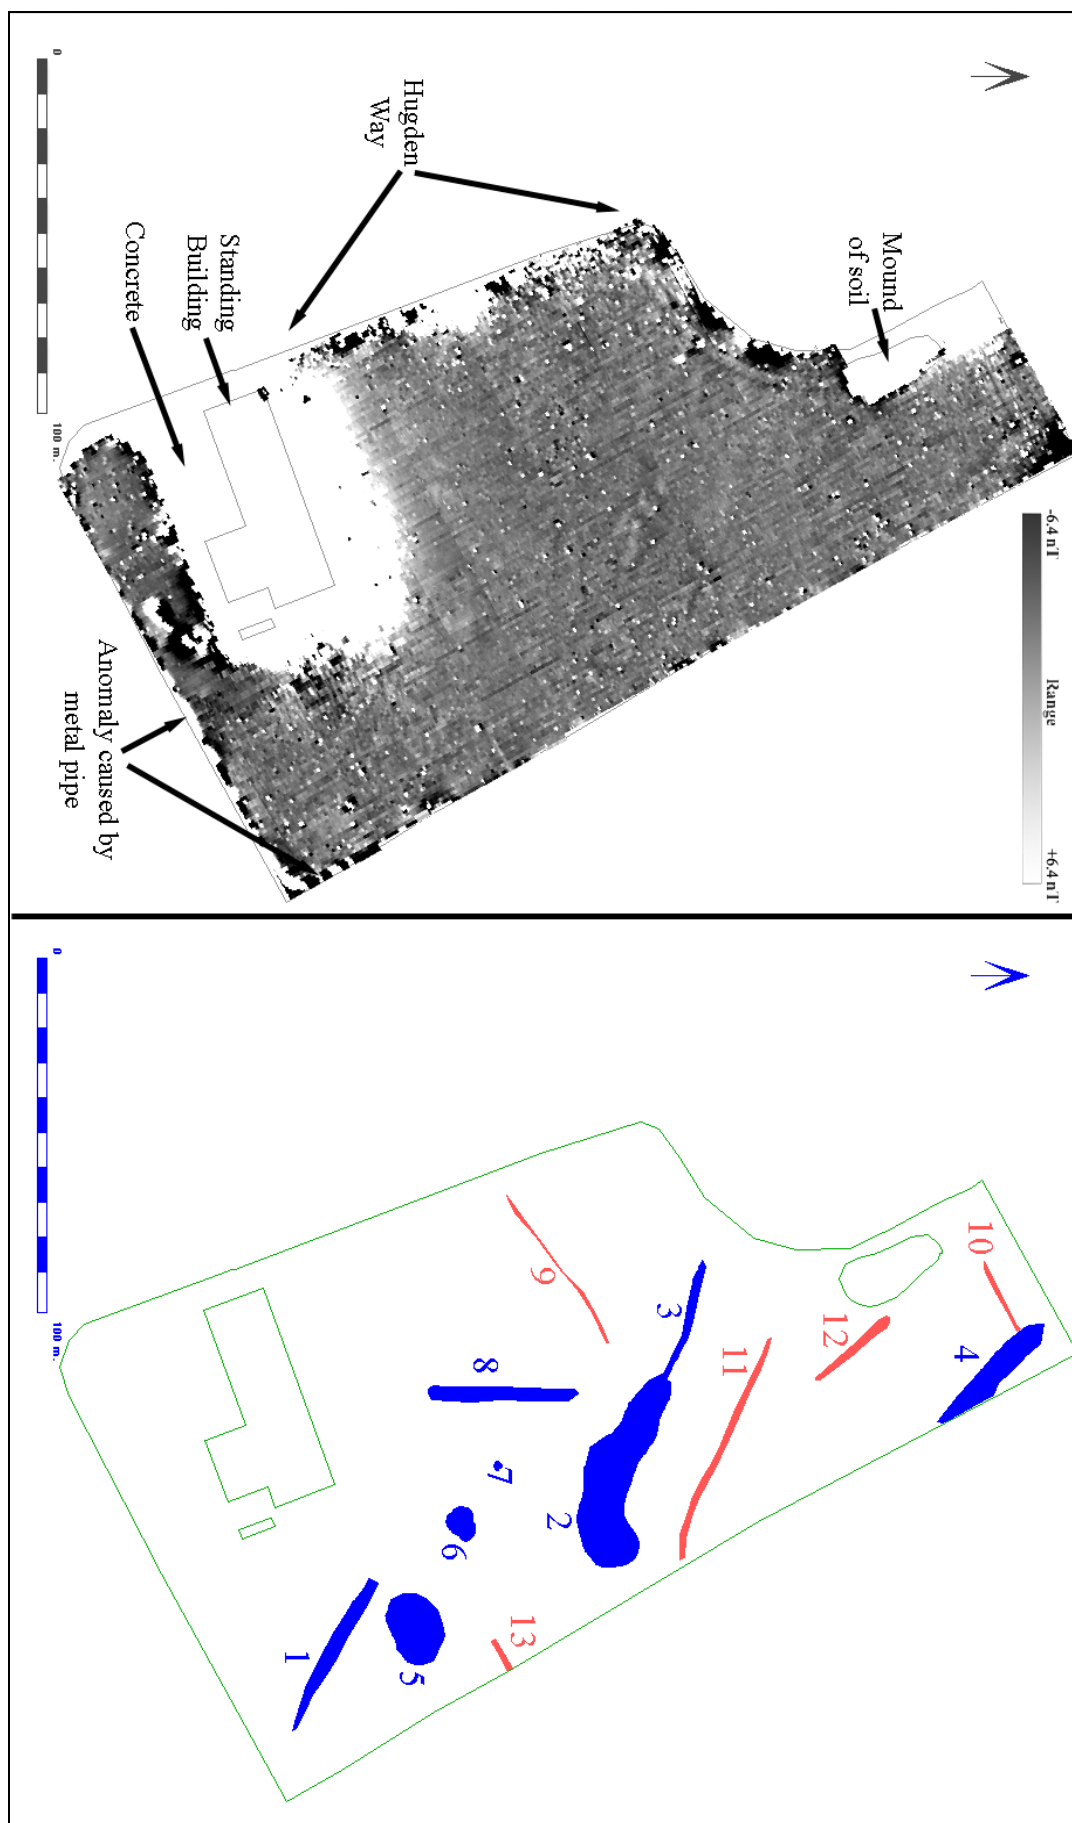 0
100 m.
Hugden
Way
Mound
of soil
Standing
Building
Concrete
Anomaly caused by
metal pipe
-6.4 nT
Range
+6.4 nT
0
100 m.
10
4
12
11
3
9
8
2
7
6
5
13
1